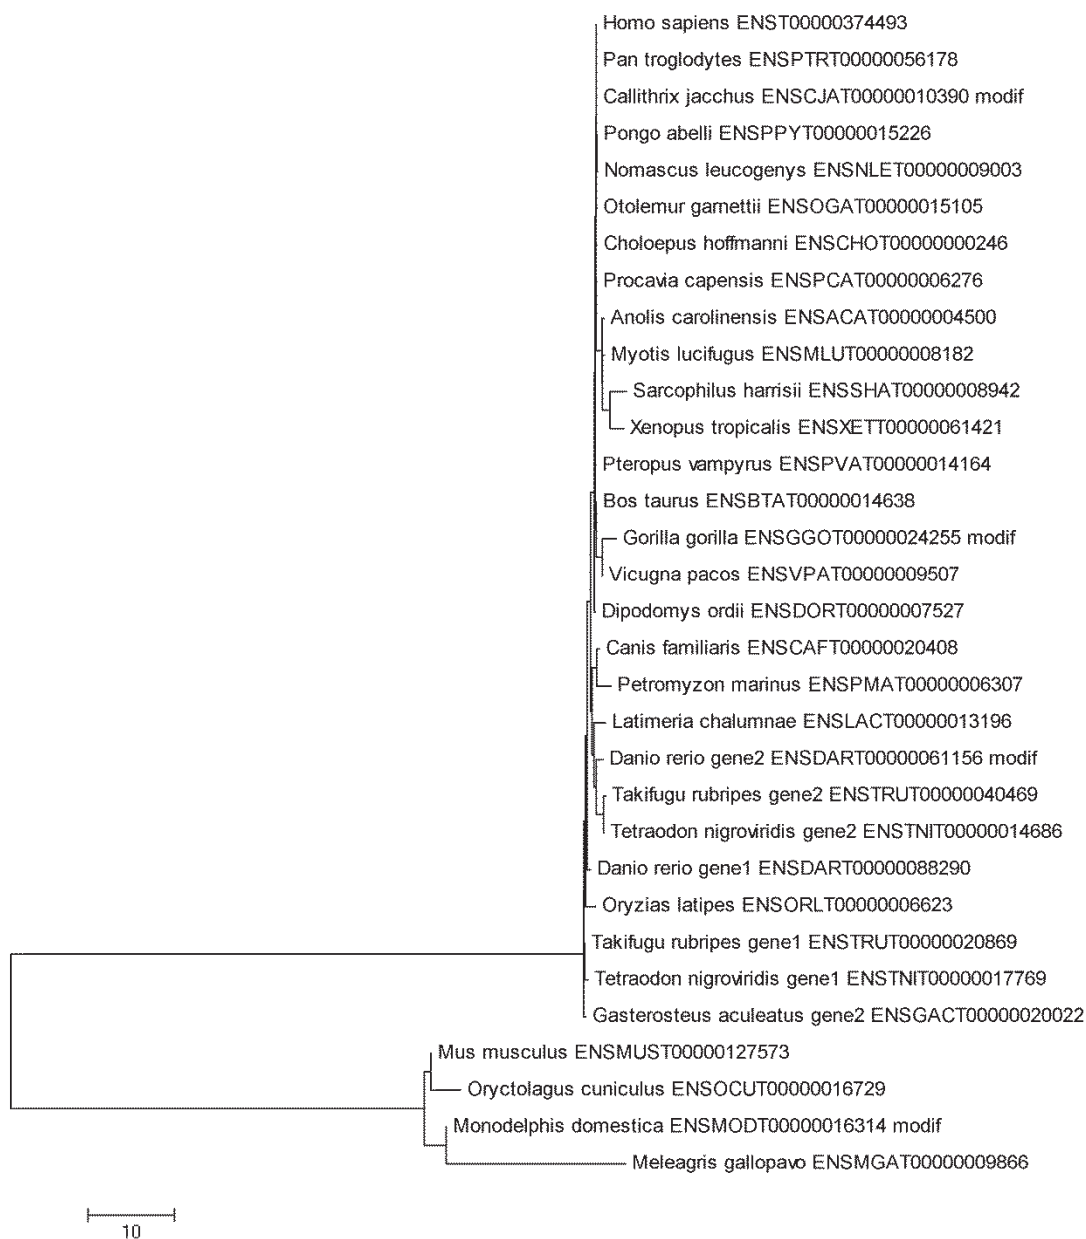 Homo sapiens ENST00000374493
Pan troglodytes ENSPTRT00000056178
Callithrix jacchus ENSCJAT00000010390 modif
Pongo abelli ENSPPYT00000015226
Nomascus leucogenys ENSNLET00000009003
Otolemur garnettii ENSOGAT00000015105
Choloepus hoffmanni ENSCHOT00000000246
Procavia capensis ENSPCAT00000006276
Anolis carolinensis ENSACAT00000004500
Myotis lucifugus ENSMLUT00000008182
Sarcophilus harrisii ENSSHAT00000008942
Xenopus tropicalis ENSXETT00000061421
Pteropus vampyrus ENSPVAT00000014164
Bos taurus ENSBTAT00000014638
Gorilla gorilla ENSGGOT00000024255 modif
Vicugna pacos ENSVPAT00000009507
Dipodomys ordii ENSDORT00000007527
Canis familiaris ENSCAFT00000020408
Petromyzon marinus ENSPMAT00000006307
Latimeria chalumnae ENSLACT00000013196
Danio rerio gene2 ENSDART00000061156 modif
Takifugu rubripes gene2 ENSTRUT00000040469
Tetraodon nigroviridis gene2 ENSTNIT00000014686
Danio rerio gene1 ENSDART00000088290
Oryzias latipes ENSORLT00000006623
Takifugu rubripes gene1 ENSTRUT00000020869
Tetraodon nigroviridis gene1 ENSTNIT00000017769
Gasterosteus aculeatus gene2 ENSGACT00000020022
Mus musculus ENSMUST00000127573
Oryctolagus cuniculus ENSOCUT00000016729
Monodelphis domestica ENSMODT00000016314 modif
Meleagris gallopavo ENSMGAT00000009866
10